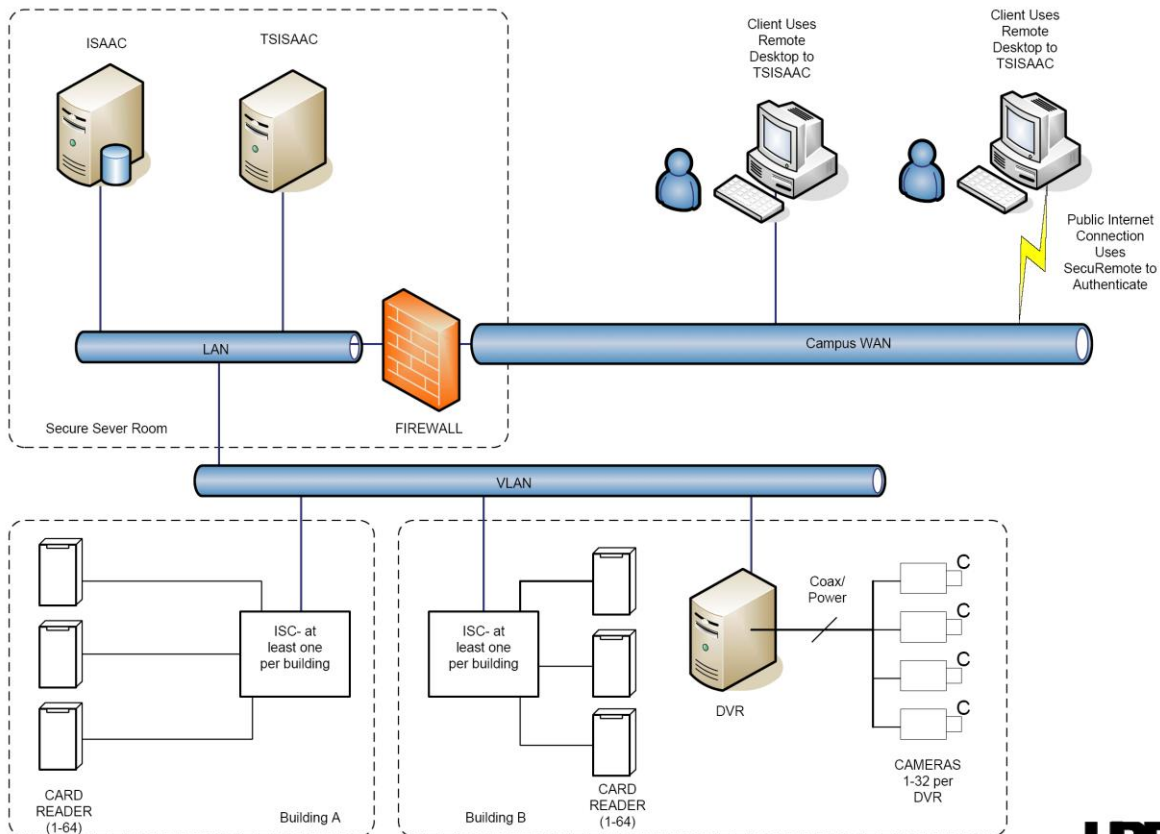 ISAAC
TSISAAC
Client Uses
Remote
Desktop to
TSISAAC
Client Uses
Remote
Desktop to
TSISAAC
Public Internet
Connection
Uses
SecuRemote to
Authenticate
LAN
Campus WAN
Secure Sever Room
FIREWALL
VLAN
ISC- at
least one
per building
CARD
READER
(1-64)
Building A
ISC- at
least one
per building
CARD
READER
(1-64)
Building B
DVR
Coax/
Power
C
C
C
C
CAMERAS
1-32 per
DVR